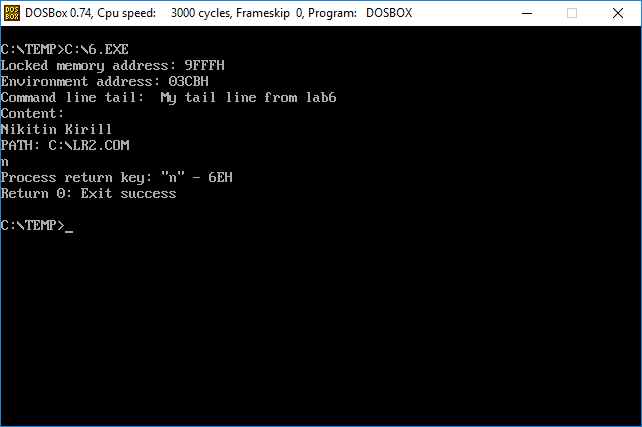 DOS BOX DOSBox 0.74, Cpu speed: 3000 cycles, Frameskip 0, Program: DOSBOX
C:\TEMP>C:\6.EXE
Locked memory address: 9FFFH
Environment address: 03CBH
Command line tail:  My tail line from lab6
Content:
Nikitin Kirill
PATH: C:\LR2.COM
n
Process return key: "n" - 6EH
Return 0: Exit success
C:\TEMP>_